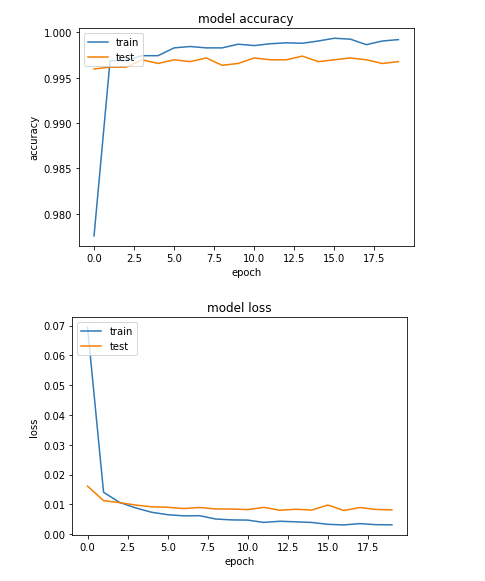 model accuracy
1.000
0.995
0.990
0.985
0.980
accuracy
train
test
0.0 2.5 5.0 7.5 10.0 12.5 15.0 17.5
epoch
model loss
0.07
0.06
0.05
0.04
0.03
0.02
0.01
0.00
loss
train
test
0.0 2.5 5.0 7.5 10.0 12.5 15.0 17.5
epoch